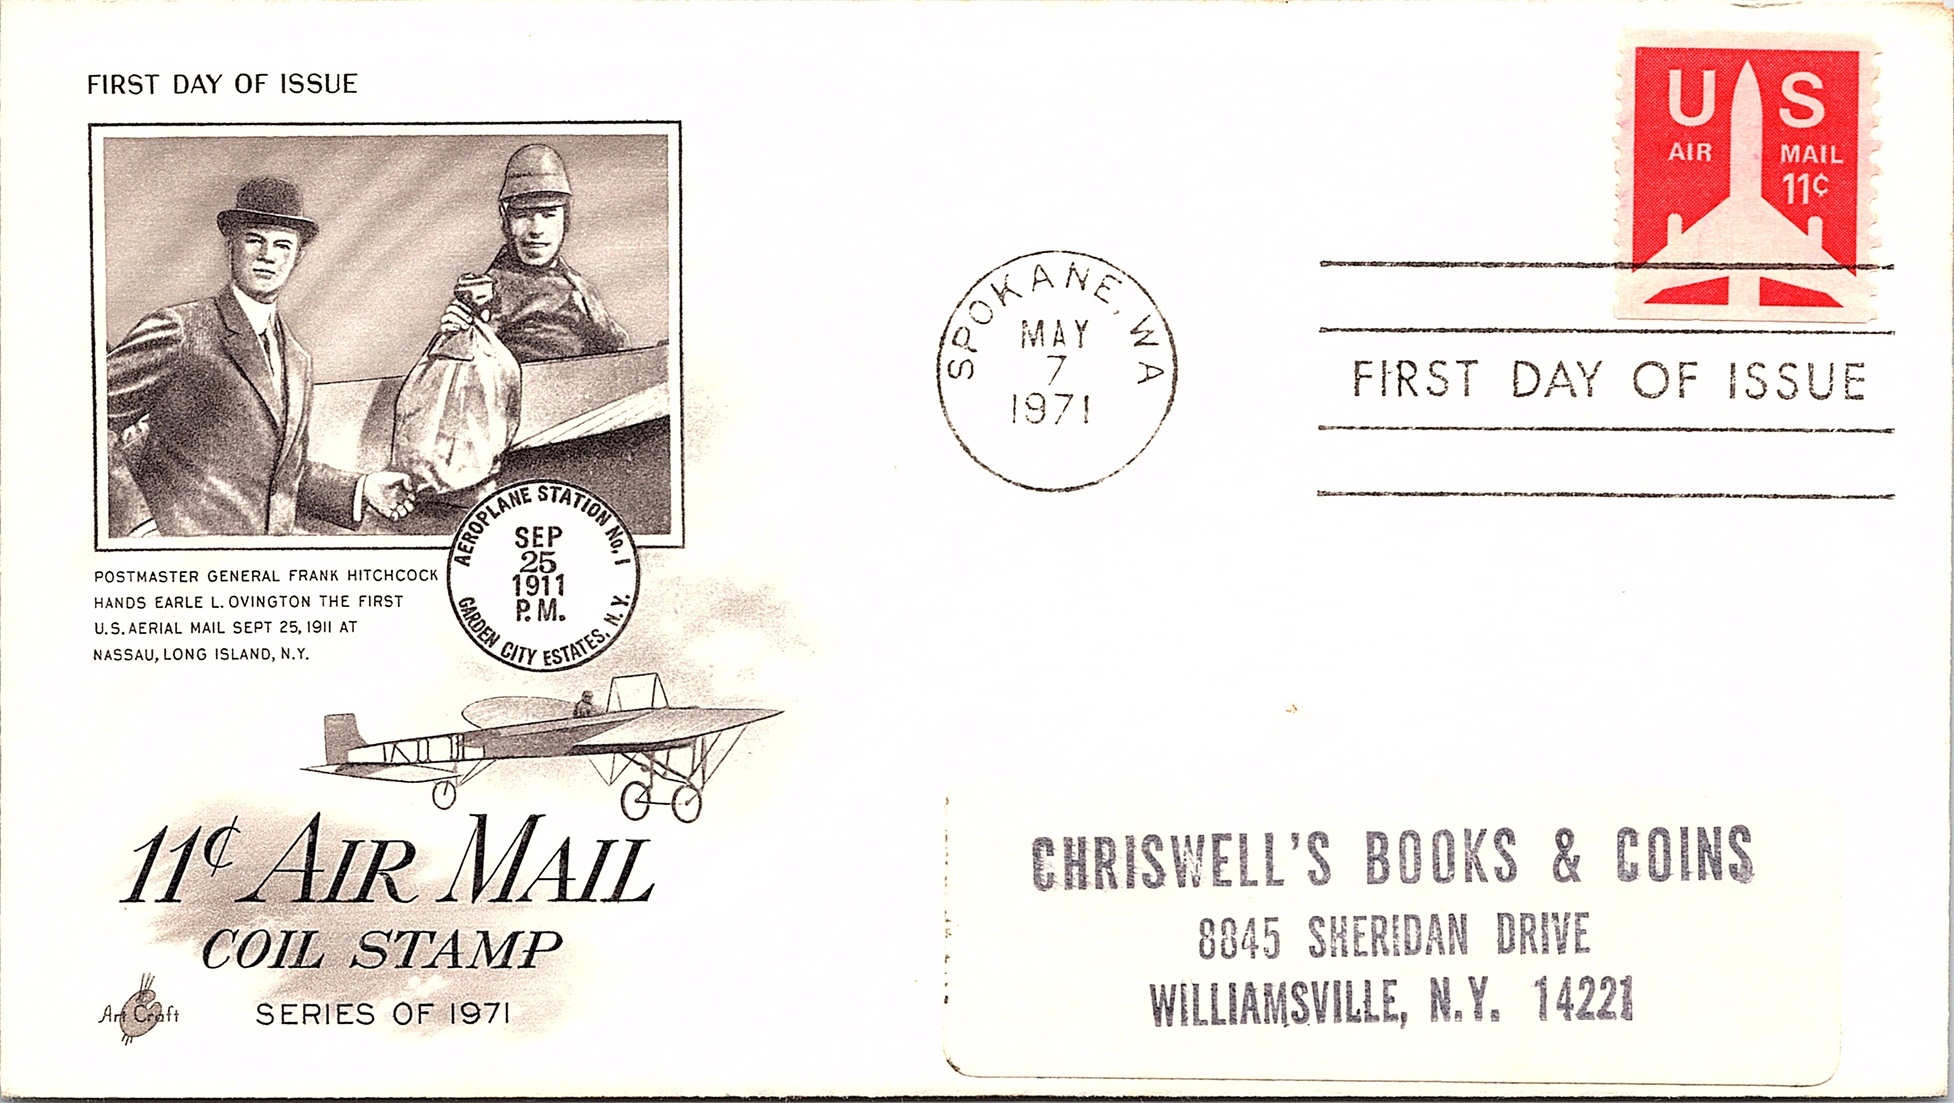 FIRST DAY OF ISSUE
U S
AIR MAIL
11¢
SPOKANE, WA
MAY
7
1971
FIRST DAY OF ISSUE
AEROPLANE STATION No. 1
SEP
25
1911
P.M.
GARDEN CITY ESTATES, N.Y.
POSTMASTER GENERAL FRANK HITCHCOCK
HANDS EARLE L. OVINGTON THE FIRST
U.S. AERIAL MAIL SEPT 25, 1911 AT
NASSAU, LONG ISLAND, N.Y.
11¢ AIR MAIL
COIL STAMP
SERIES OF 1971
Art Craft
CHRISWELL'S BOOKS & COINS
8845 SHERIDAN DRIVE
WILLIAMSVILLE, N.Y. 14221